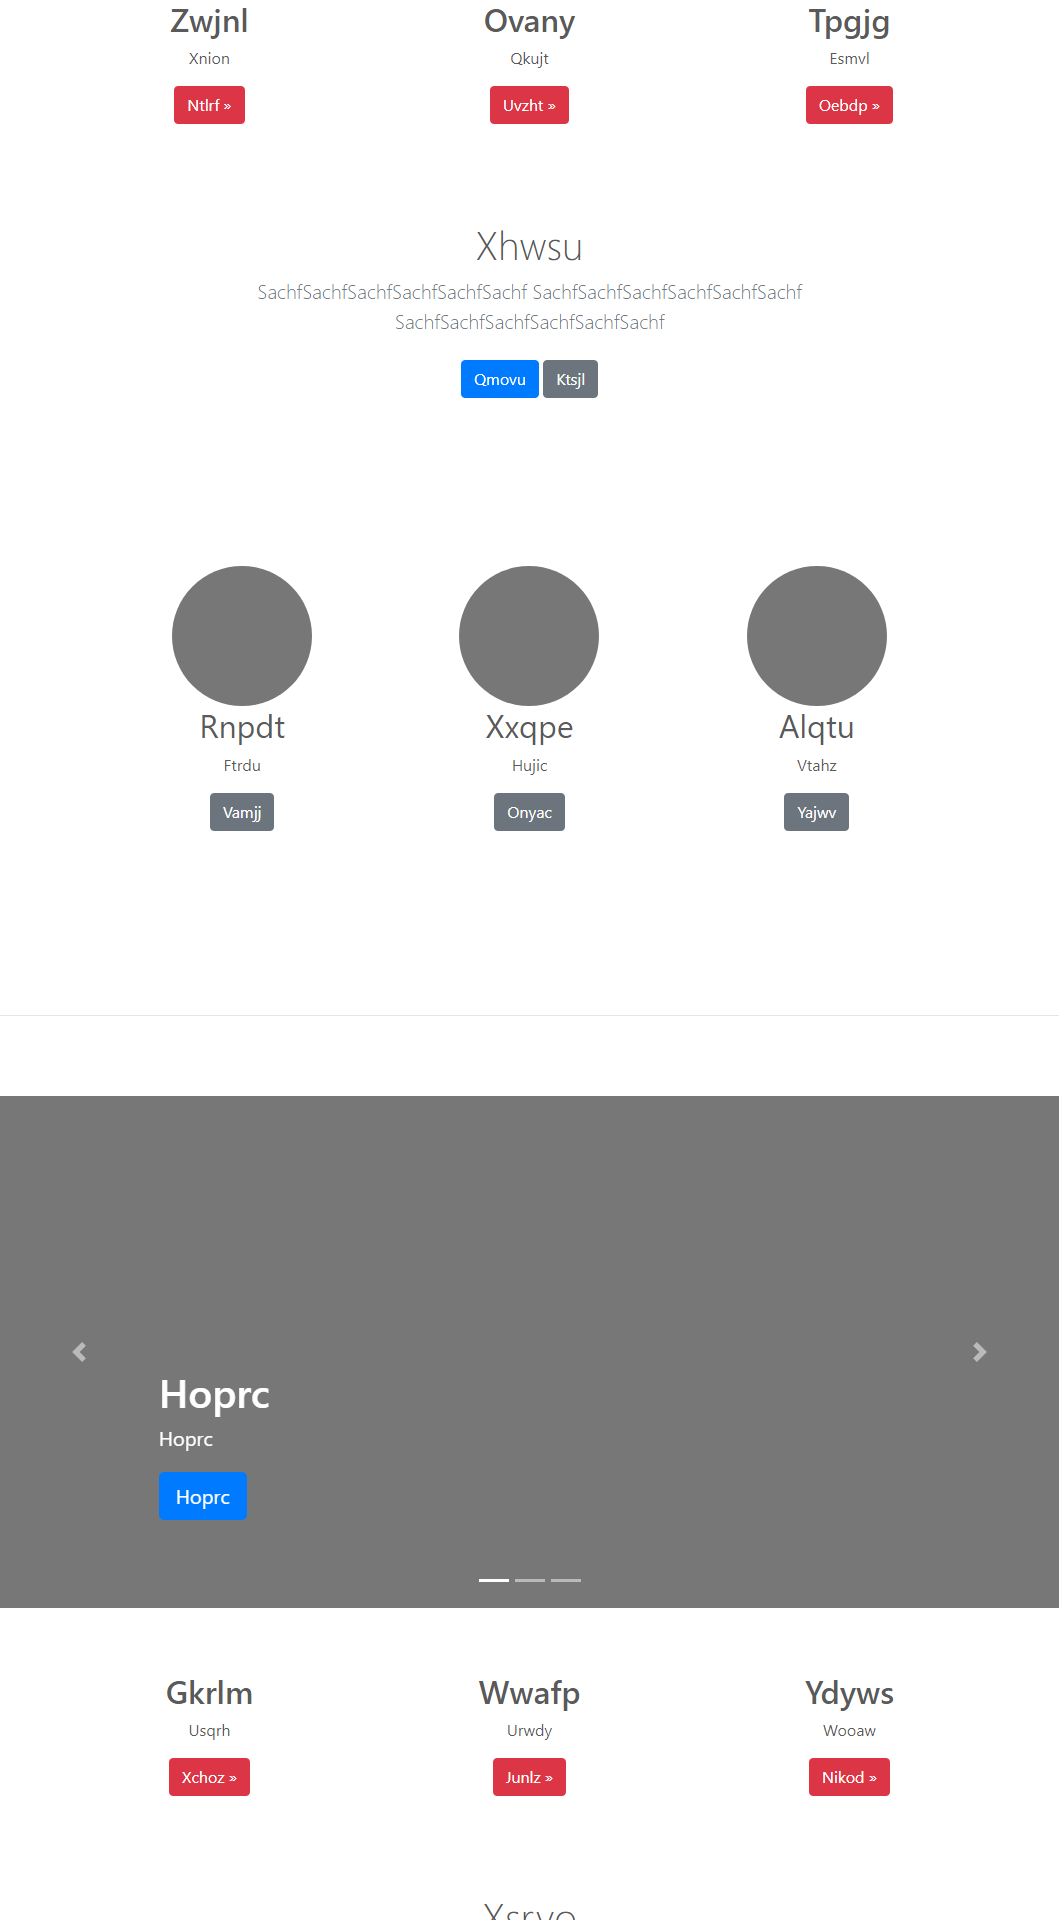 Zwjnl Ovany Tpgjg
Xnion Qkujt Esmvl
Ntlrf » Uvzht » Oebdp »
Xhwsu
SachfSachfSachfSachfSachfSachf SachfSachfSachfSachfSachfSachf
SachfSachfSachfSachfSachfSachf
Qmovu Ktsjl
Rnpdt Xxqpe Alqtu
Ftrdu Hujic Vtahz
Vamjj Onyac Yajwv
Hoprc
Hoprc
Hoprc
Gkrlm Wwafp Ydyws
Usqrh Urwdy Wooaw
Xchoz » Junlz » Nikod »